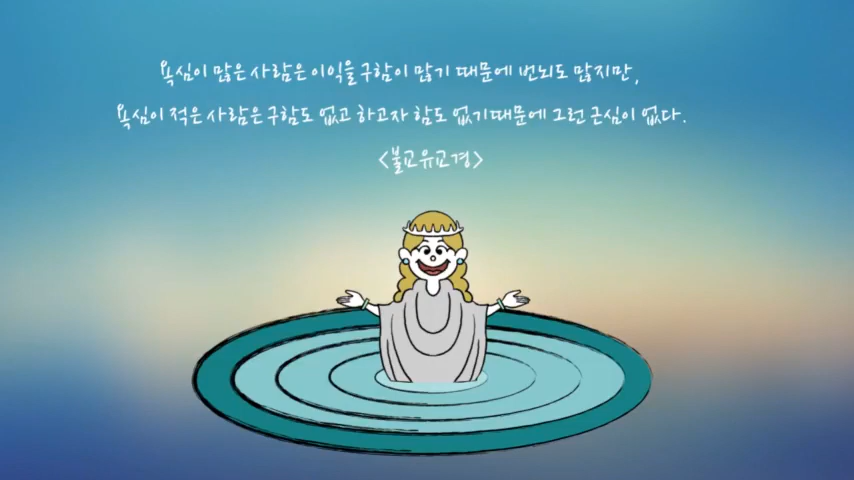 욕심이 많은 사람은 이익을 구함이 많기 때문에 번뇌도 많지만,
욕심이 적은 사람은 구함도 없고 하고자 함도 없기 때문에 그런 근심이 없다.
<불교유교경>